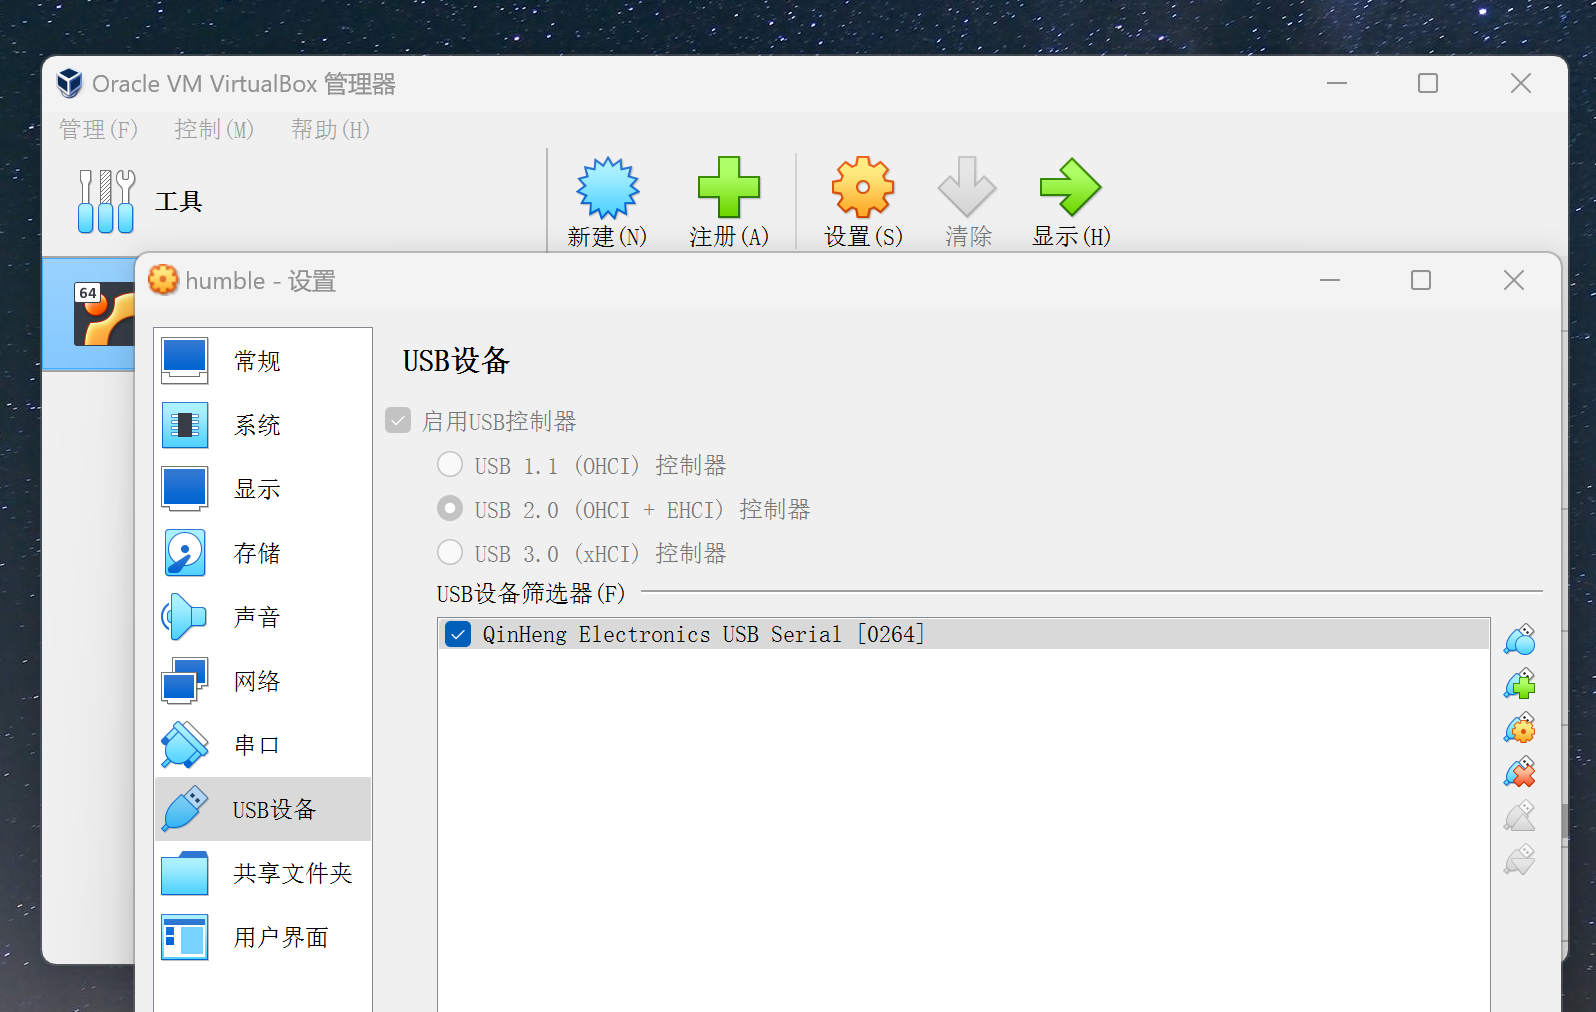 Oracle VM VirtualBox 管理器
管理(F) 控制(M) 帮助(H)
工具
新建(N) 注册(A) 设置(S) 清除 显示(H)
64
humble - 设置
常规
系统
显示
存储
声音
网络
串口
USB设备
共享文件夹
用户界面
USB设备
启用USB控制器
USB 1.1 (OHCI) 控制器
USB 2.0 (OHCI + EHCI) 控制器
USB 3.0 (xHCI) 控制器
USB设备筛选器(F)
QinHeng Electronics USB Serial [0264]